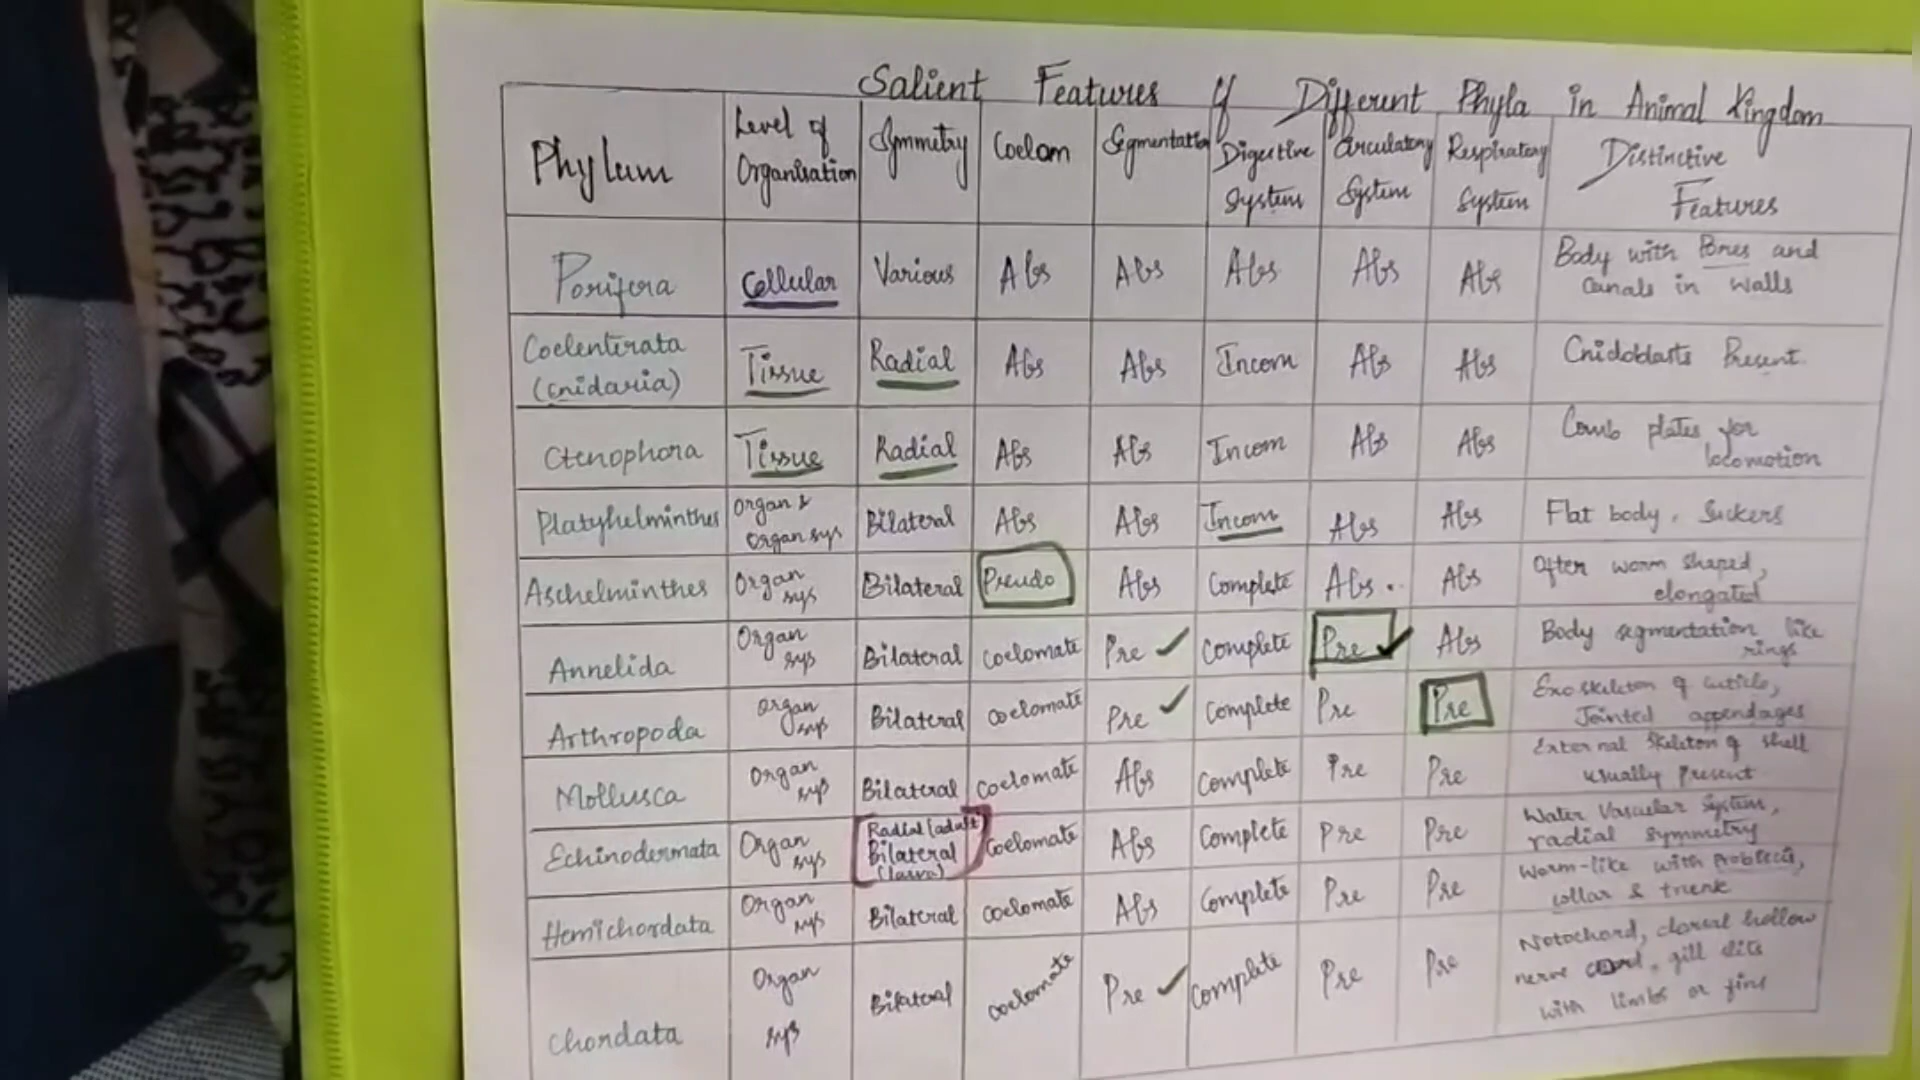 Salient Features of Different Phyla in Animal Kingdom
Phylum
Level of
Organisation
Symmetry
Coelom
Segmentation
Digestive
System
Circulatory
System
Respiratory
System
Distinctive
Features
Porifera
Cellular
Various
Abs
Abs
Abs
Abs
Abs
Body with Pores and
Canals in Walls
Coelenterata
(Cnidaria)
Tissue
Radial
Abs
Abs
Incom
Abs
Abs
Cnidoblasts Present.
Ctenophora
Tissue
Radial
Abs
Abs
Incom
Abs
Abs
Comb plates for
locomotion
Platyhelminthes
Organ &
Organ sys
Bilateral
Abs
Abs
Incom
Abs
Abs
Flat body, Suckers
Aschelminthes
Organ
sys
Bilateral
Pseudo
Abs
Complete
Abs
Abs
Often worm shaped,
elongated
Annelida
Organ
sys
Bilateral
Coelomate
Pre ✓
Complete
Pre ✓
Abs
Body segmentation like
rings
Arthropoda
Organ
sys
Bilateral
Coelomate
Pre ✓
Complete
Pre
Pre
Exoskeleton of cuticle,
Jointed appendages
Mollusca
Organ
sys
Bilateral
Coelomate
Abs
Complete
Pre
Pre
External Skeleton of shell
usually present
Echinodermata
Organ
sys
Radial (adult
Bilateral
(larva)
Coelomate
Abs
Complete
Pre
Pre
Water Vascular System,
radial symmetry
Hemichordata
Organ
sys
Bilateral
Coelomate
Abs
Complete
Pre
Pre
Worm-like with
collar & trunk
Chordata
Organ
sys
Bilateral
Coelomate
Pre ✓
Complete
Pre
Pre
Notochord, dorsal hollow
nerve cord, gill slits
with limbs or fins